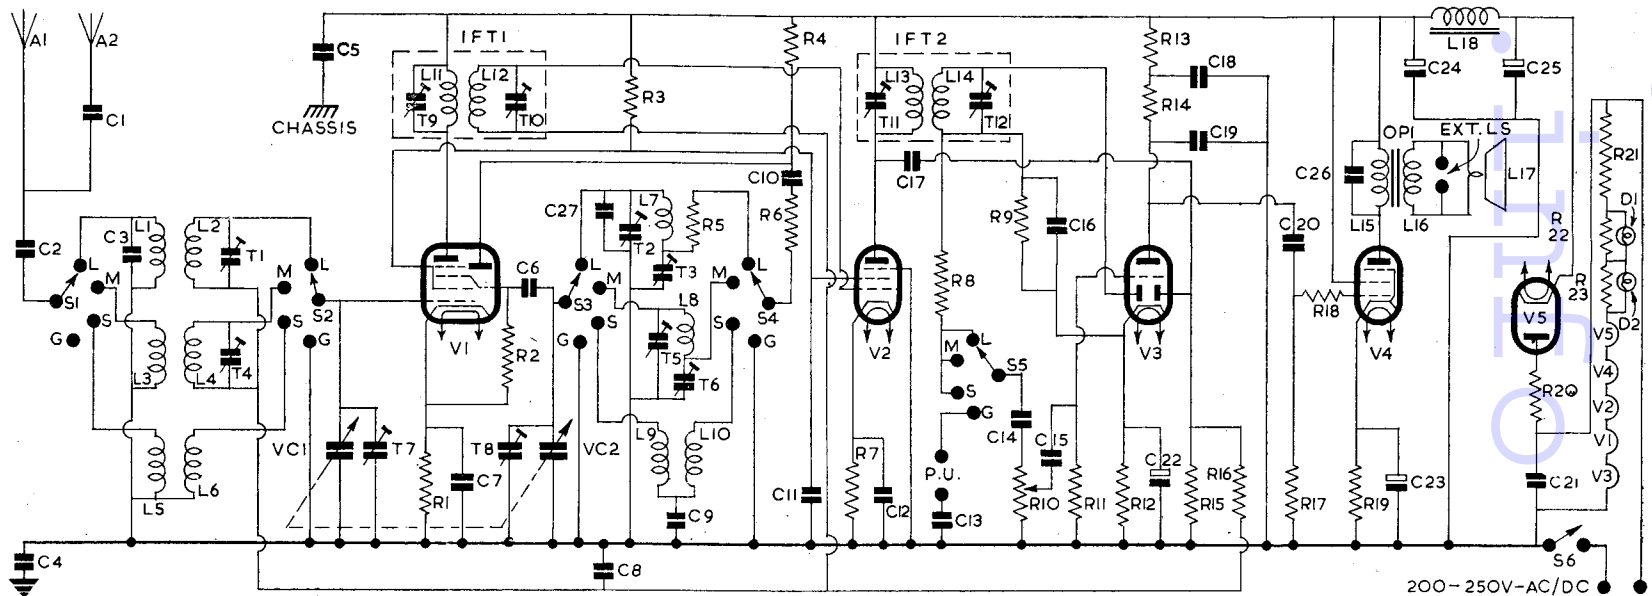 A1 A2
C1
C2
C3
C4
C5
CHASSIS
S1
L M S G
L1
L2
L3
L4
L5
L6
T1
T4
L M S G
S2
VC1
T7
IFT1
L11
L12
T9
T10
R3
R4
V1
R1
R2
C6
C7
T8
VC2
S3
L M S G
C27
T2
L7
T3
R5
L8
T5
T6
L9
L10
C9
C8
C10
R6
L M S G
S4
C11
IFT2
L13
L14
T11
T12
C17
V2
R7
C12
R8
R9
C16
L M S G
S5
P.U.
C13
C14
R10
C15
R11
R13
R14
C18
C19
V3
R12
C22
R15
R16
C20
R17
R18
V4
R19
C23
C26
OP1
L15
L16
EXT.LS
L17
L18
C24
C25
R 22
R 23
V5
R20
C21
R21
D1
D2
V5
V4
V2
V1
V3
S6
200-250V-AC/DC